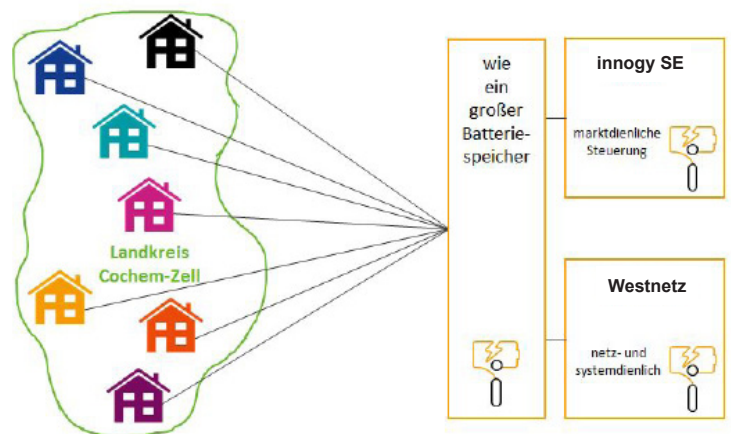 Landkreis
Cochem-Zell
wie
ein
großer
Batterie-
speicher
innogy SE
marktdienliche
Steuerung
Westnetz
netz- und
systemdienlich